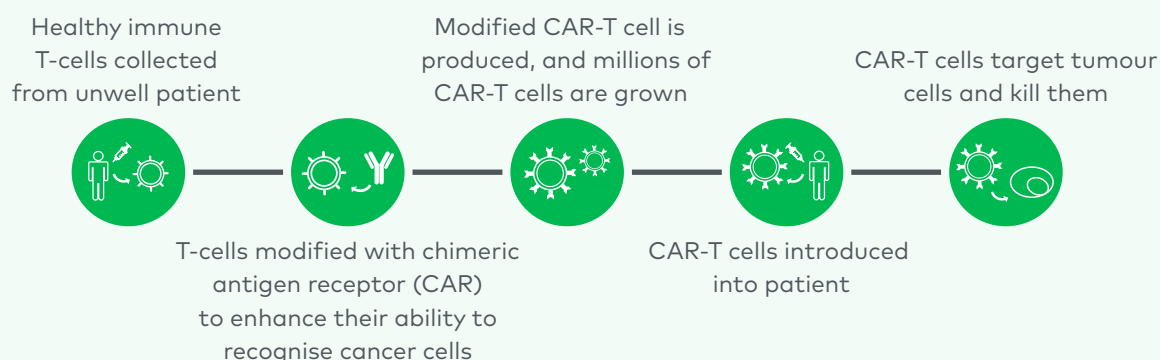 Healthy immune
T-cells collected
from unwell patient
T-cells modified with chimeric
antigen receptor (CAR)
to enhance their ability to
recognise cancer cells
Modified CAR-T cell is
produced, and millions of
CAR-T cells are grown
CAR-T cells introduced
into patient
CAR-T cells target tumour
cells and kill them